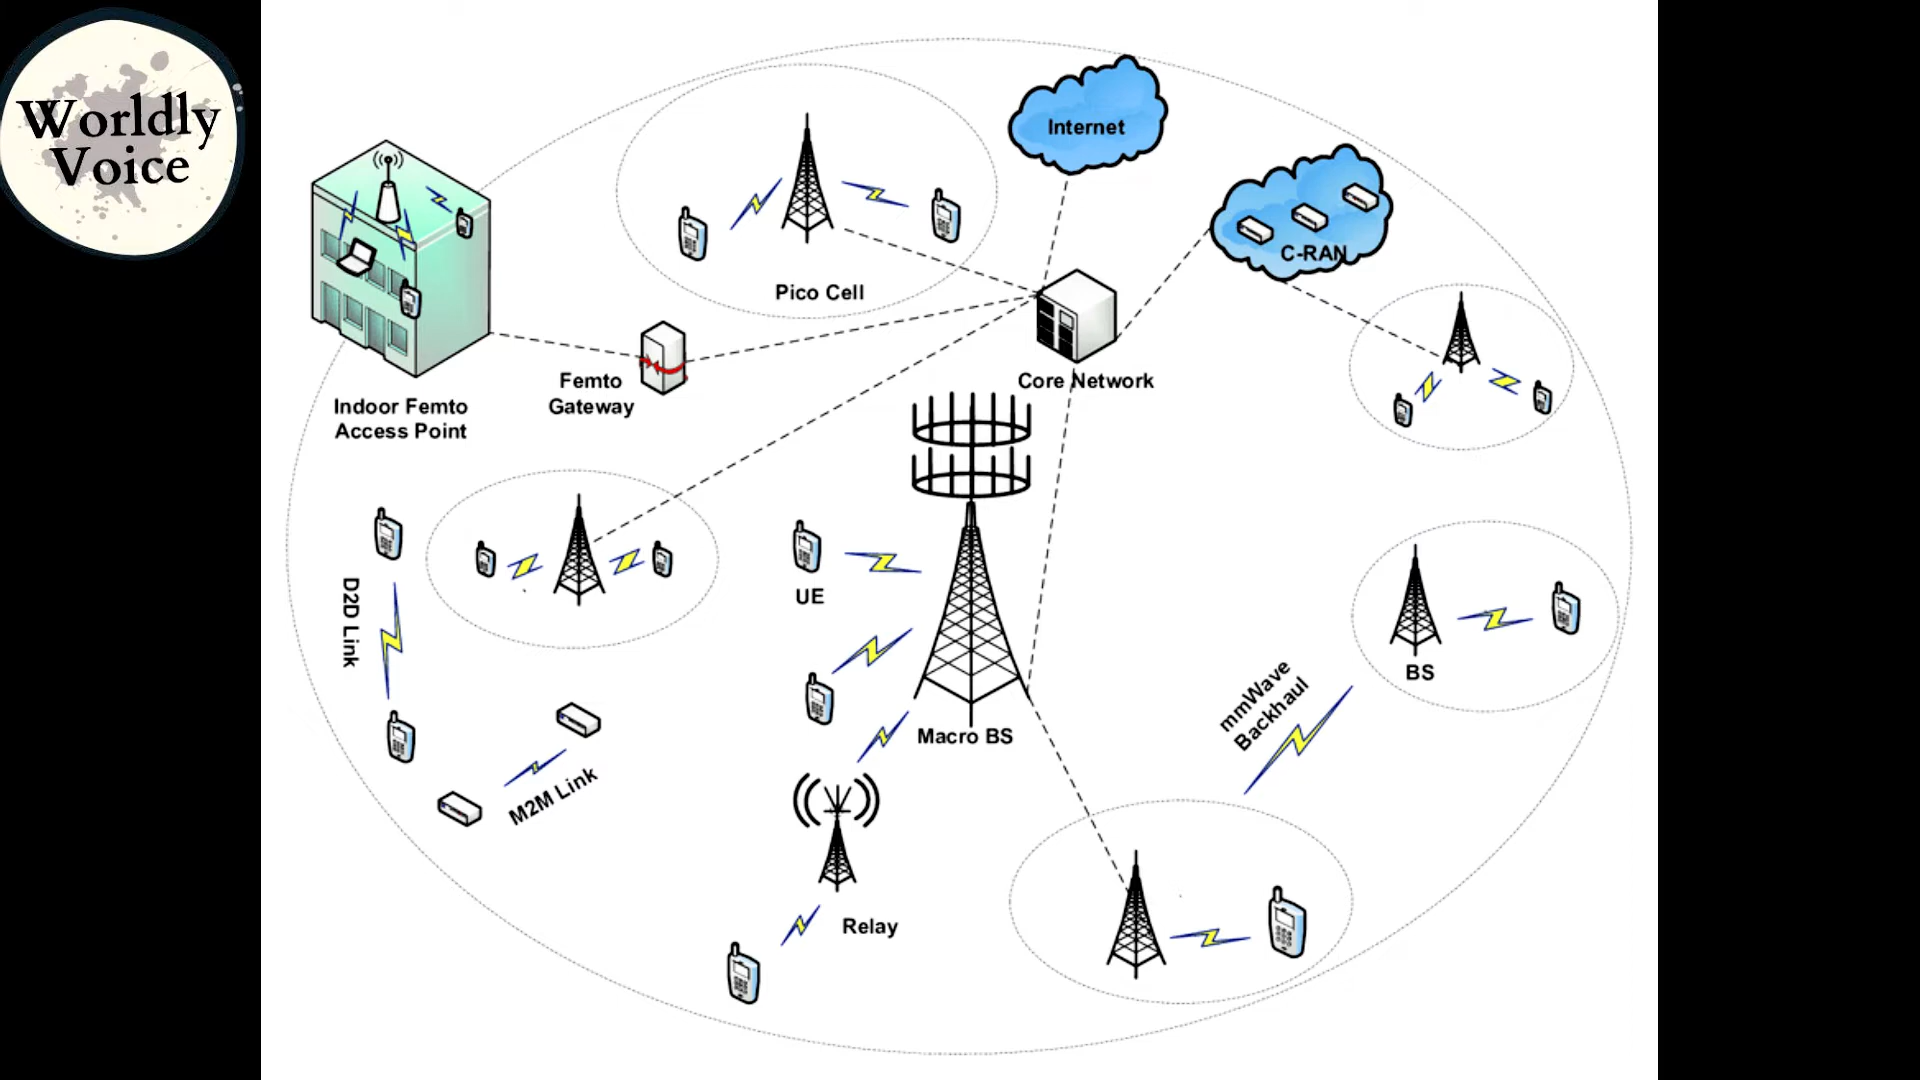 Worldly
Voice
Internet
C-RAN
Pico Cell
Core Network
Femto
Gateway
Indoor Femto
Access Point
D2D Link
UE
M2M Link
Macro BS
BS
mmWave
Backhaul
Relay